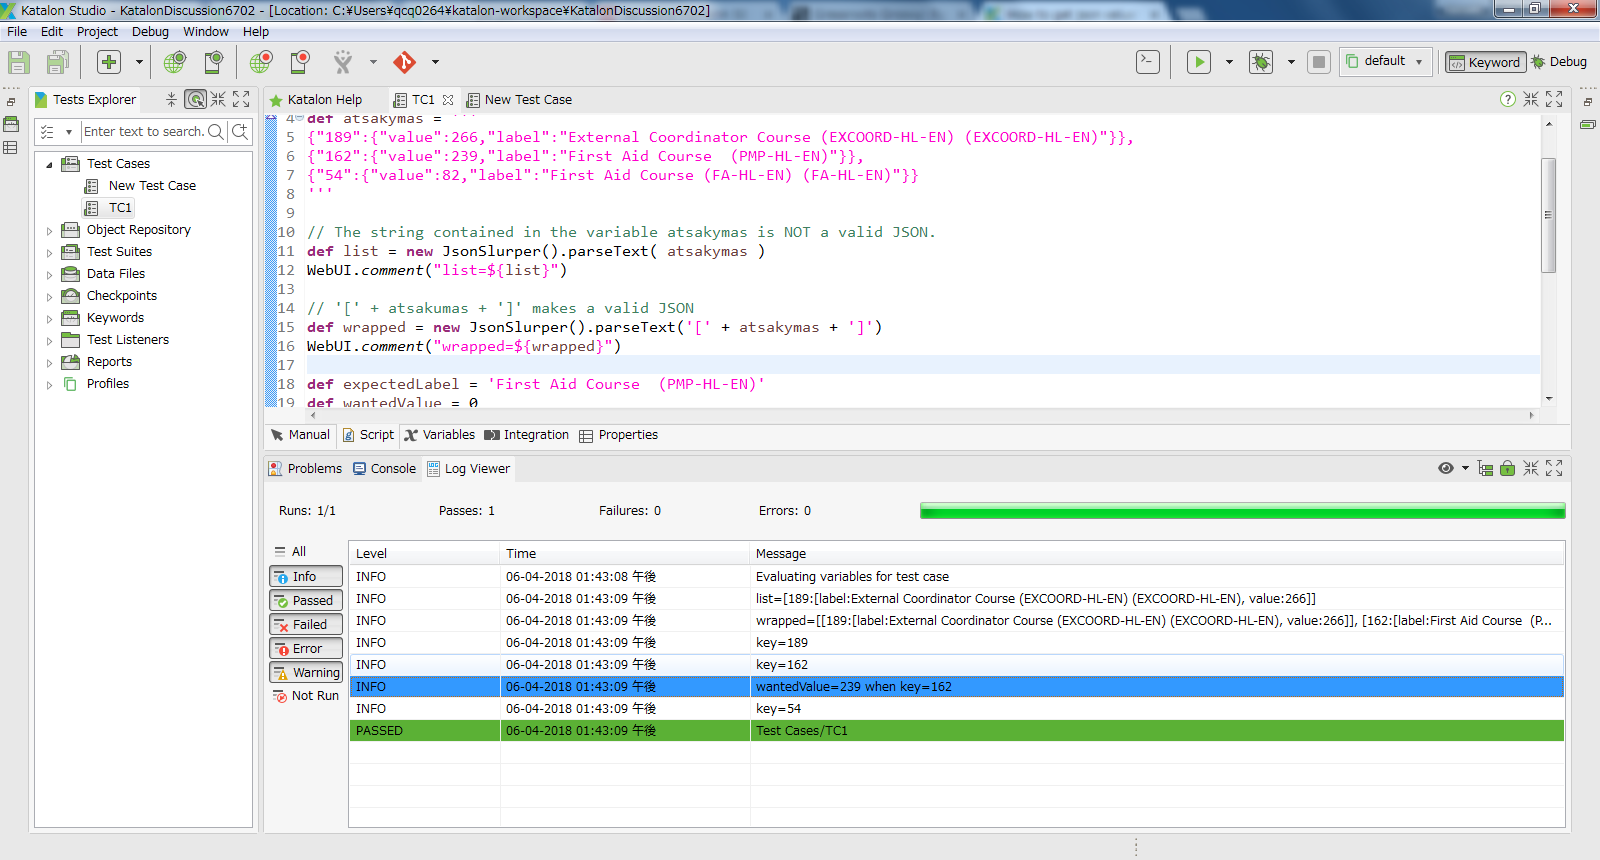 Katalon Studio - KatalonDiscussion6702 - [Location: C:¥Users¥qcq0264¥katalon-workspace¥KatalonDiscussion6702]
File Edit Project Debug Window Help
default Keyword Debug
Tests Explorer
Enter text to search.
Test Cases
New Test Case
TC1
Object Repository
Test Suites
Data Files
Checkpoints
Keywords
Test Listeners
Reports
Profiles
Katalon Help TC1 New Test Case
4 def atsakymas = '''
5 {"189":{"value":266,"label":"External Coordinator Course (EXCOORD-HL-EN) (EXCOORD-HL-EN)"}},
6 {"162":{"value":239,"label":"First Aid Course  (PMP-HL-EN)"}},
7 {"54":{"value":82,"label":"First Aid Course (FA-HL-EN) (FA-HL-EN)"}}
8 '''
9
10 // The string contained in the variable atsakymas is NOT a valid JSON.
11 def list = new JsonSlurper().parseText( atsakymas )
12 WebUI.comment("list=${list}")
13
14 // '[' + atsakumas + ']' makes a valid JSON
15 def wrapped = new JsonSlurper().parseText('[' + atsakymas + ']')
16 WebUI.comment("wrapped=${wrapped}")
17
18 def expectedLabel = 'First Aid Course  (PMP-HL-EN)'
19 def wantedValue = 0
Manual Script Variables Integration Properties
Problems Console Log Viewer
Runs: 1/1 Passes: 1 Failures: 0 Errors: 0
All
Info
Passed
Failed
Error
Warning
Not Run
Level Time Message
INFO 06-04-2018 01:43:08 午後 Evaluating variables for test case
INFO 06-04-2018 01:43:09 午後 list=[189:[label:External Coordinator Course (EXCOORD-HL-EN) (EXCOORD-HL-EN), value:266]]
INFO 06-04-2018 01:43:09 午後 wrapped=[[189:[label:External Coordinator Course (EXCOORD-HL-EN) (EXCOORD-HL-EN), value:266]], [162:[label:First Aid Course  (P...
INFO 06-04-2018 01:43:09 午後 key=189
INFO 06-04-2018 01:43:09 午後 key=162
INFO 06-04-2018 01:43:09 午後 wantedValue=239 when key=162
INFO 06-04-2018 01:43:09 午後 key=54
PASSED 06-04-2018 01:43:09 午後 Test Cases/TC1